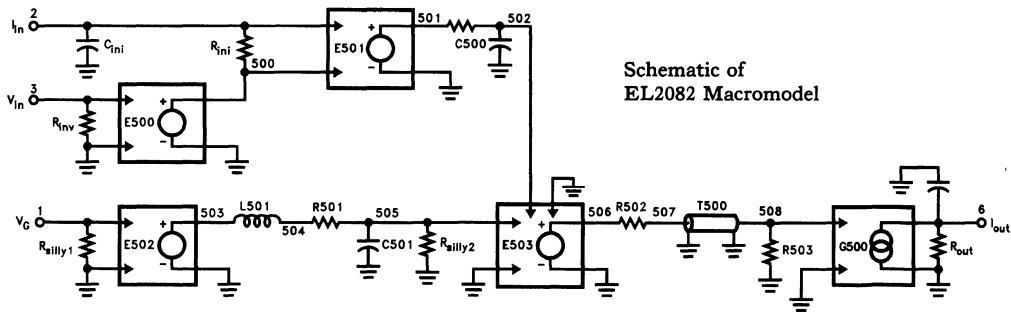 2
I_in
C_ini
R_ini
500
+
E501
-
501
502
C500
Schematic of
EL2082 Macromodel
3
V_in
R_inv
+
E500
-
1
V_G
R_silly1
+
E502
-
503
L501
504
R501
505
C501
R_silly2
+
E503
-
506
R502
507
T500
508
R503
G500
R_out
6
I_out